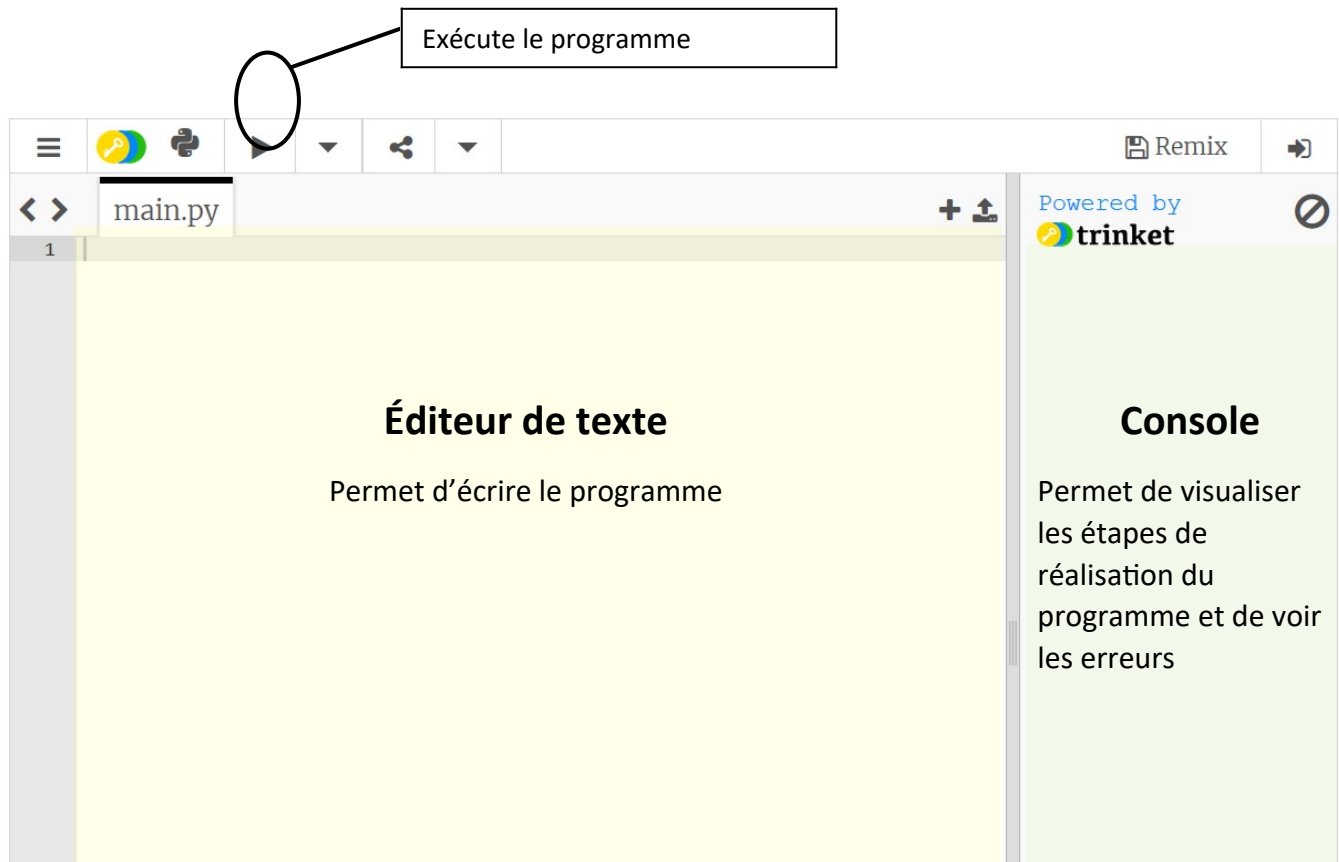 Exécute le programme
Remix
main.py
Powered by
trinket
1
Éditeur de texte
Permet d’écrire le programme
Console
Permet de visualiser
les étapes de
réalisation du
programme et de voir
les erreurs